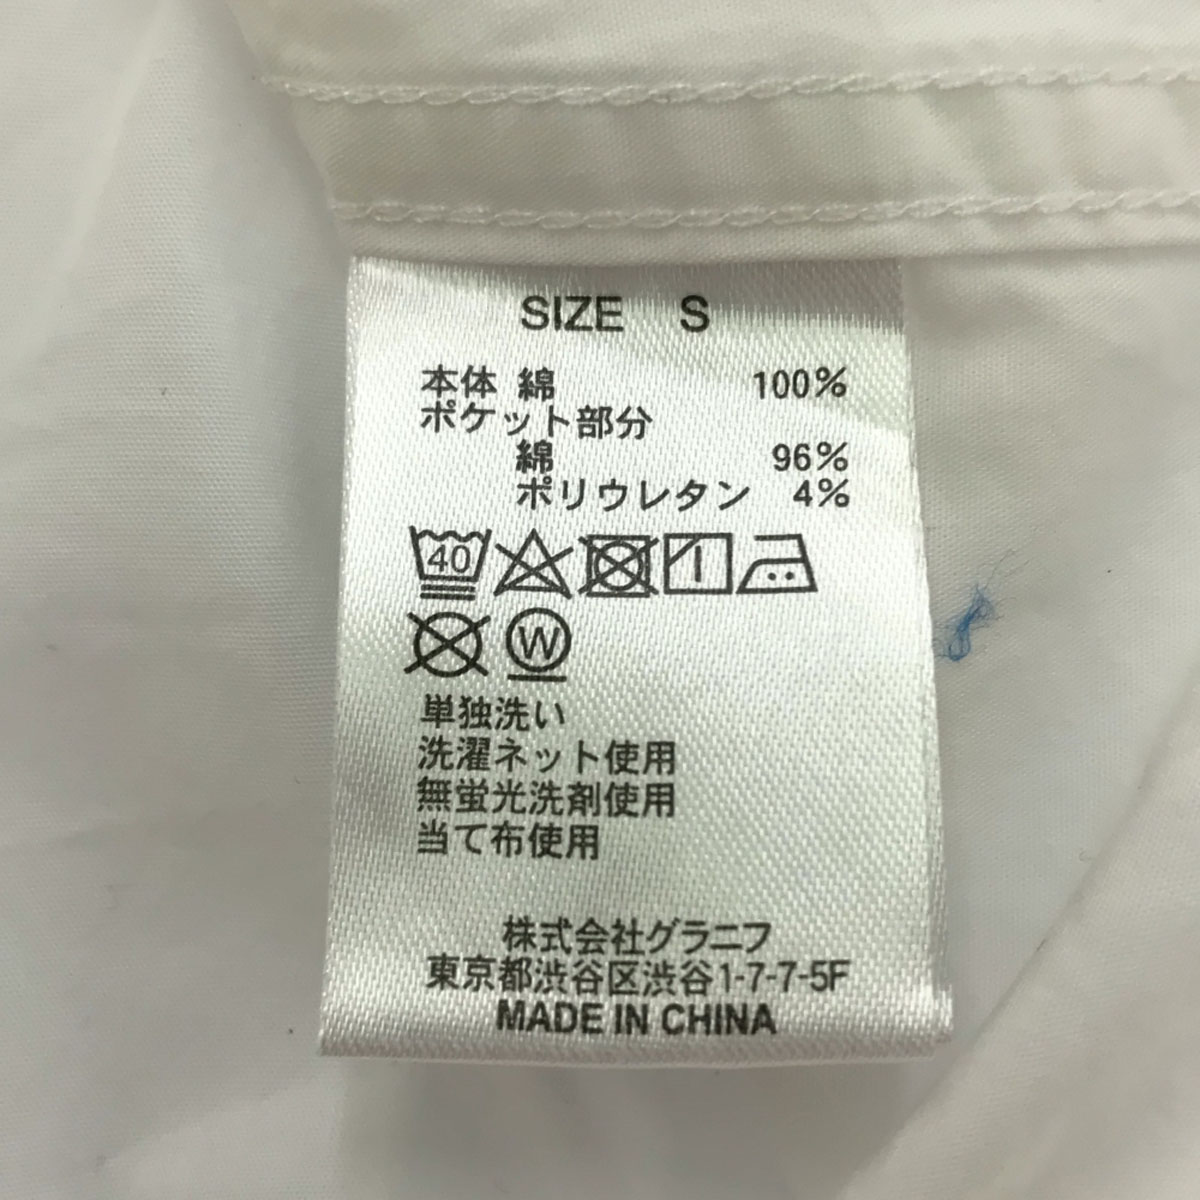 SIZE S
本体 綿 100%
ポケット部分
綿 96%
ポリウレタン 4%
40
W
単独洗い
洗濯ネット使用
無蛍光洗剤使用
当て布使用
株式会社グラニフ
東京都渋谷区渋谷1-7-7-5F
MADE IN CHINA